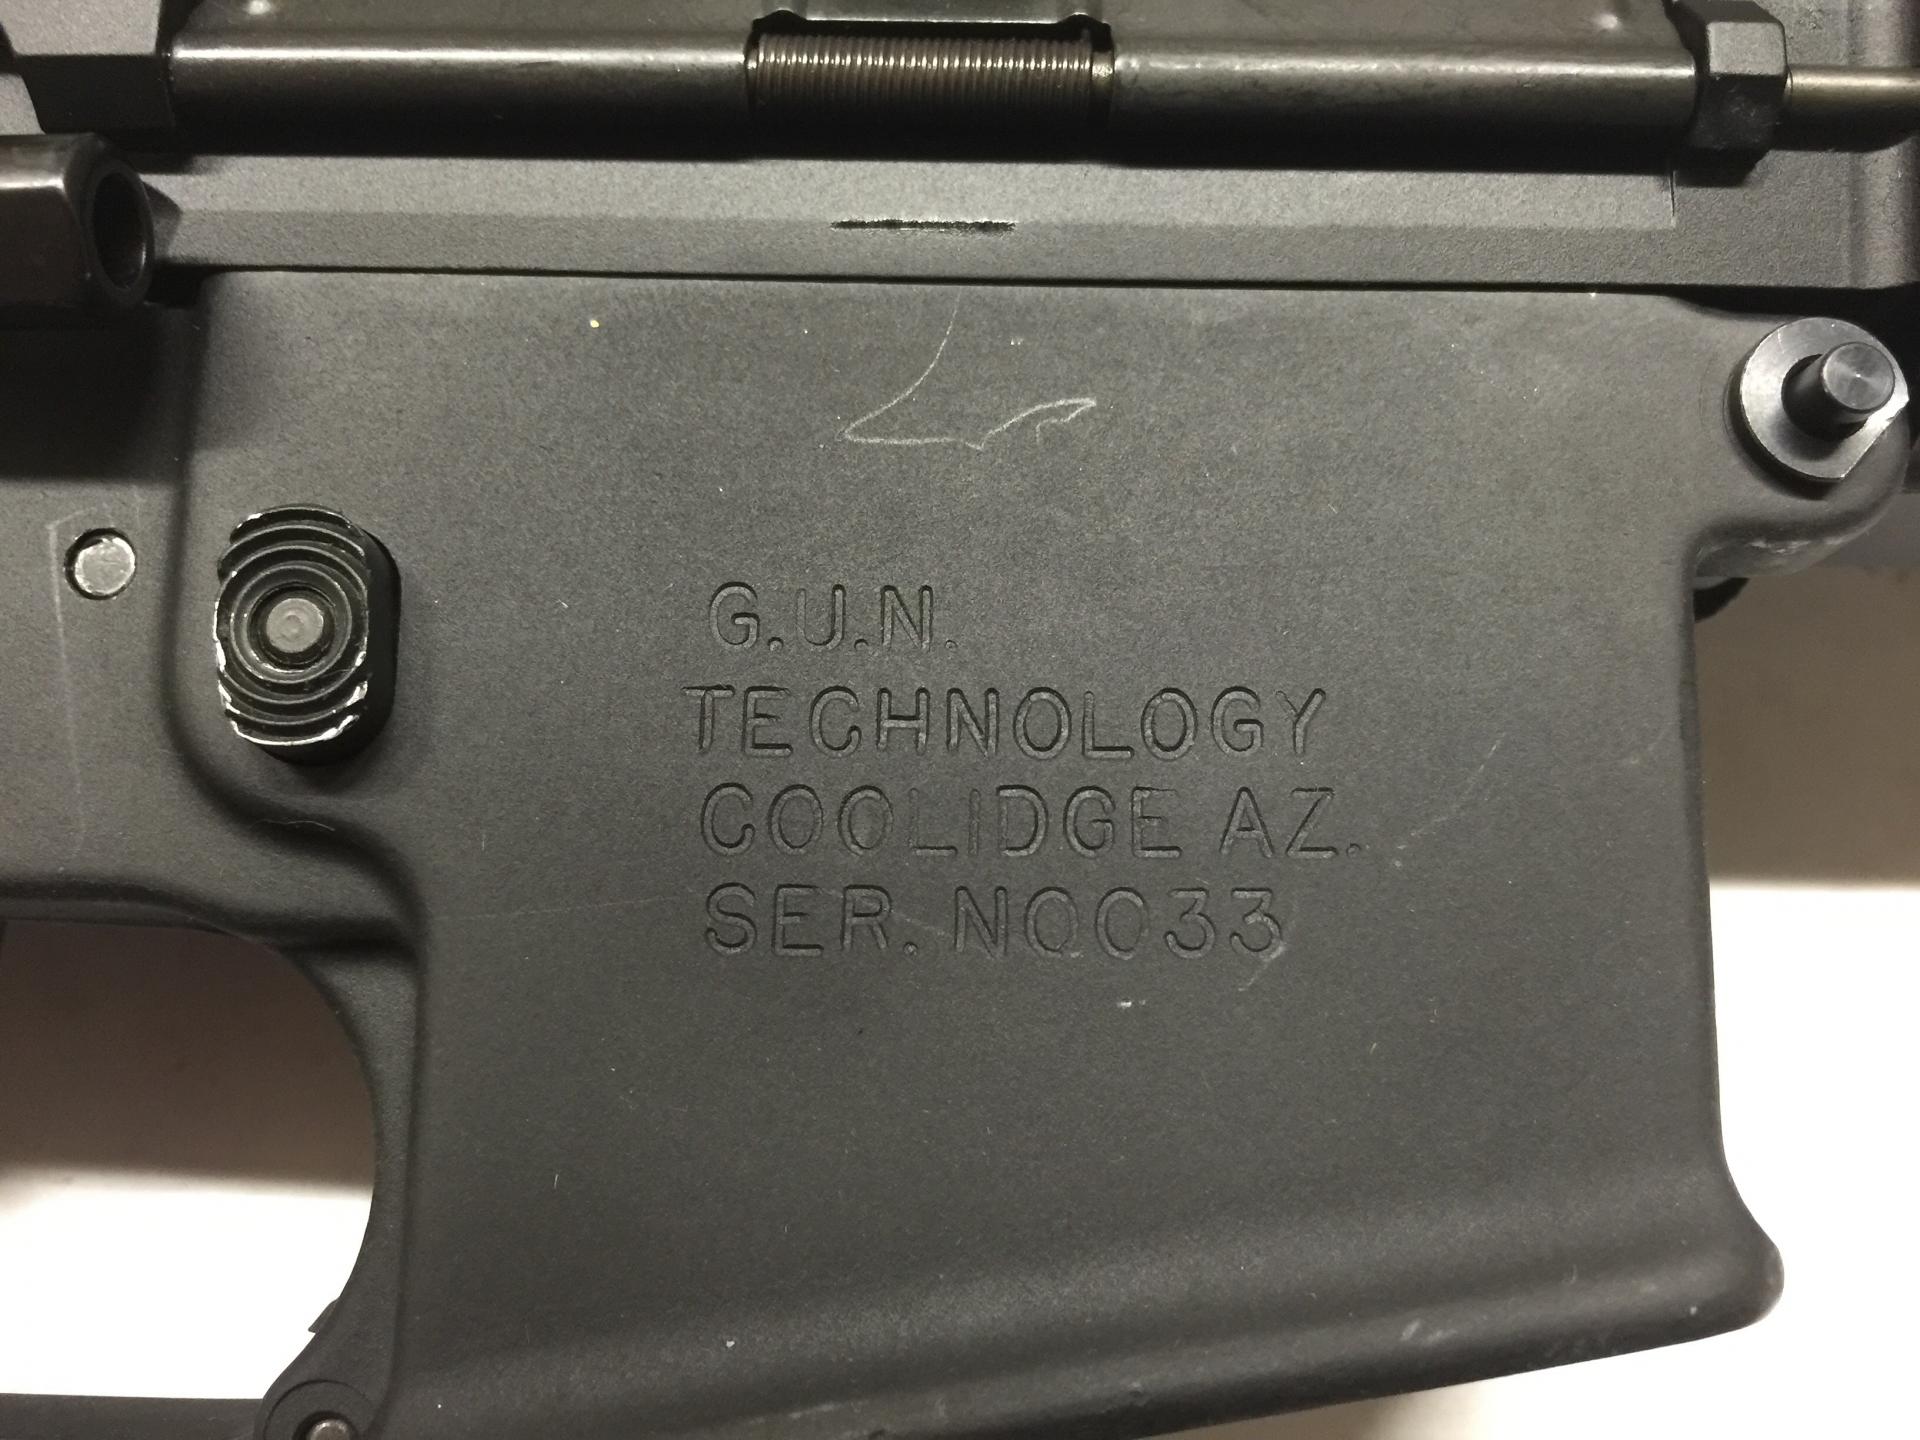 G.U.N.
TECHNOLOGY
COOLIDGE AZ.
SER. NO033